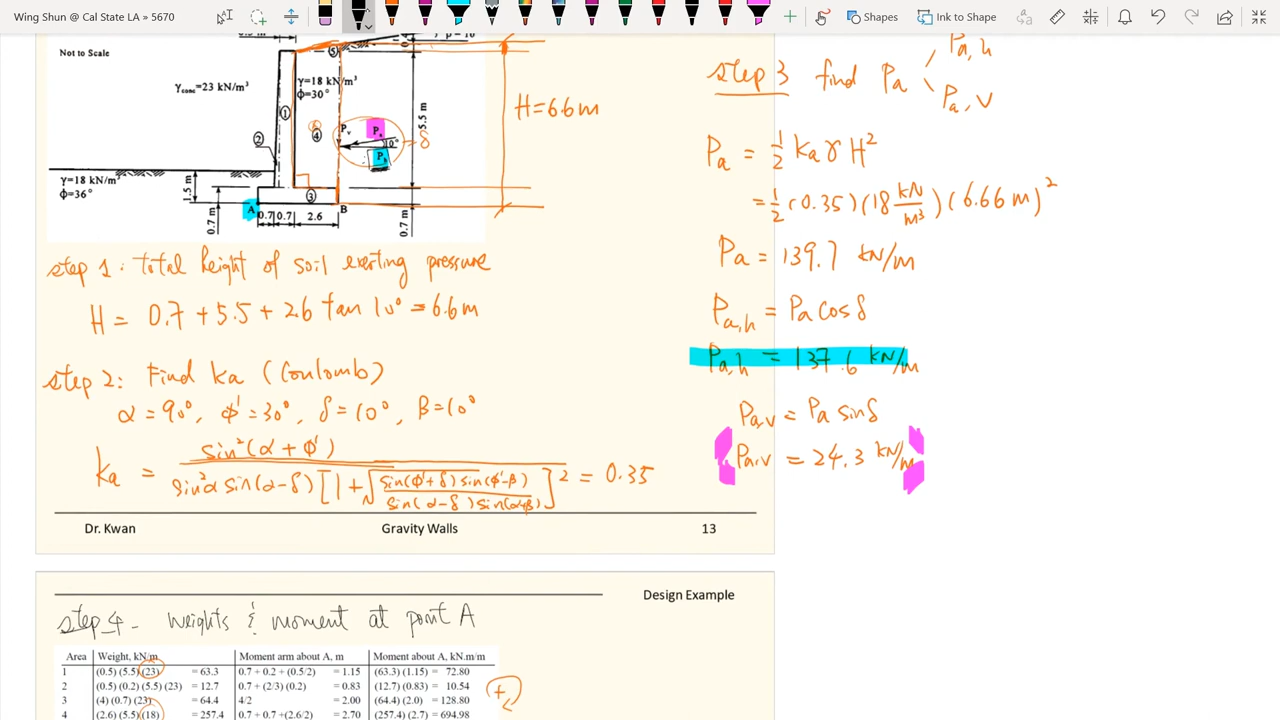 Wing Shun @ Cal State LA » 5670
Shapes
Ink to Shape
Not to Scale
γconc=23 kN/m³
γ=18 kN/m³
Φ=30°
①
②
④
⑤
③
Pv
Pa
10°
= δ
Ph
5.5 m
H=6.6m
γ=18 kN/m³
Φ=36°
1.5 m
0.7 m
A
B
0.7
0.7
2.6
0.7 m
step 1: total height of soil exerting pressure
H = 0.7 + 5.5 + 2.6 tan 10° = 6.6 m
step 2: Find ka (Coulomb)
α = 90°, φ' = 30°, δ = 10°, β = 10°
ka = sin²(α + φ') / sin²α sin(α-δ) [1 + √sin(φ'+δ) sin(φ'-β) / sin(α-δ) sin(α+β)]² = 0.35
Dr. Kwan
Gravity Walls
13
step 3 find Pa
Pa,h
Pa,v
Pa = ½ ka γ H²
= ½ (0.35) (18 kN/m³) (6.66 m)²
Pa = 139.7 kN/m
Pa,h = Pa cos δ
Pa,h = 137.6 kN/m
Pa,v = Pa sin δ
Pa,v = 24.3 kN/m
Design Example
step 4 - weights & moment at point A
Area Weight, kN/m Moment arm about A, m Moment about A, kN.m/m
1 (0.5) (5.5)(23) = 63.3 0.7 + 0.2 + (0.5/2) = 1.15 (63.3) (1.15) = 72.80
2 (0.5) (0.2) (5.5) (23) = 12.7 0.7 + (2/3) (0.2) = 0.83 (12.7) (0.83) = 10.54
3 (4) (0.7) (23) = 64.4 4/2 = 2.00 (64.4) (2.0) = 128.80
4 (2.6) (5.5)(18) = 257.4 0.7 + 0.7 +(2.6/2) = 2.70 (257.4) (2.7) = 694.98